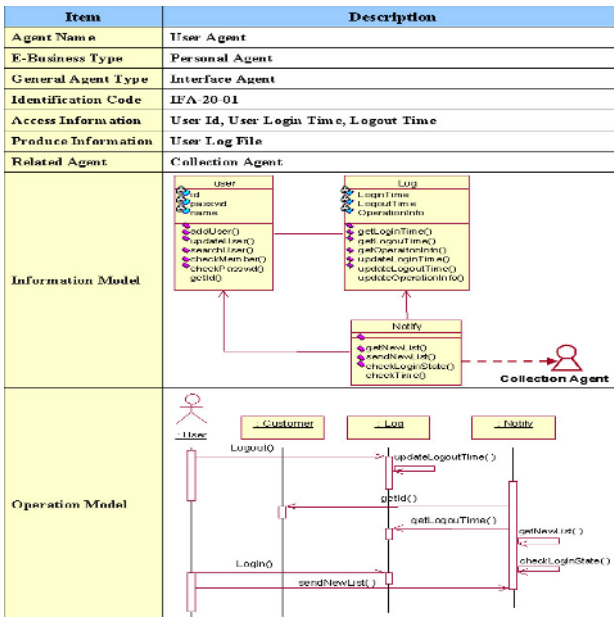 Item Description
Agent Name User Agent
E-Business Type Personal Agent
General Agent Type Interface Agent
Identification Code IFA-20-01
Access Information User Id, User Login Time, Logout Time
Produce Information User Log File
Related Agent Collection Agent
Information Model
user
id
passwd
name
addUser()
updateUser()
searchUser()
checkMember()
checkPasswd()
getId()
Log
LoginTime
LogoutTime
OperationInfo
getLoginTime()
getLogoutTime()
getOperaitonInfo()
updateLoginTime()
updateLogoutTime()
updateOperationInfo()
Notify
getNewList()
sendNewList()
checkLoginState()
checkTime()
Collection Agent
Operation Model
: User
: Customer
: Log
: Notify
Logout()
updateLogoutTime( )
getId( )
getLogouTime( )
getNewList( )
checkLoginState( )
Login()
sendNewList( )